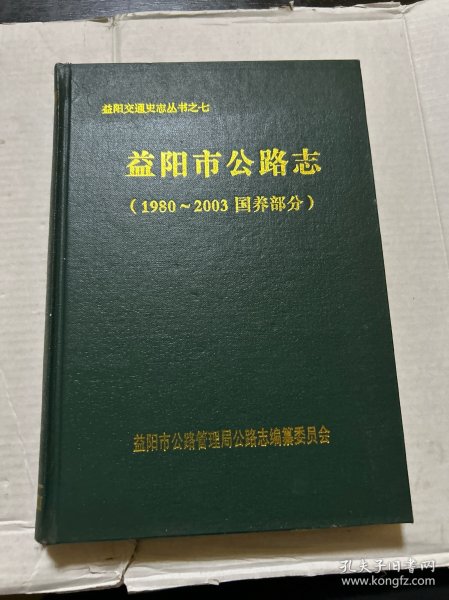 益阳交通史志丛书之七
益阳市公路志
（1980～2003 国养部分）
益阳市公路管理局公路志编纂委员会
孔夫子旧书网
www.kongfz.com